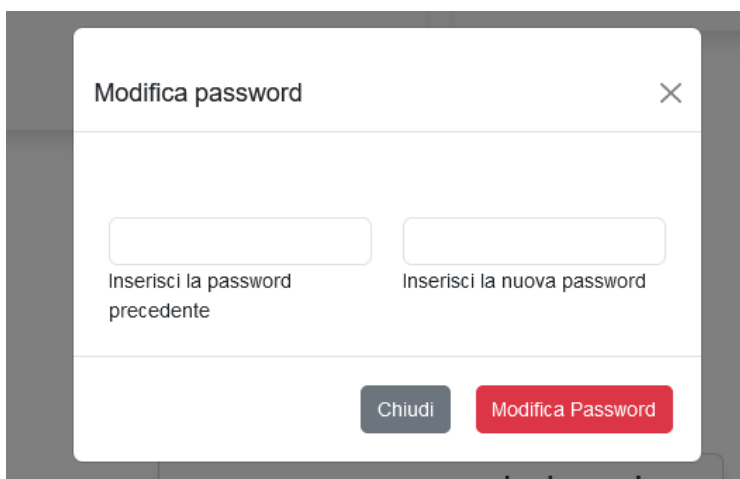 Modifica password
Inserisci la password
precedente
Inserisci la nuova password
Chiudi
Modifica Password